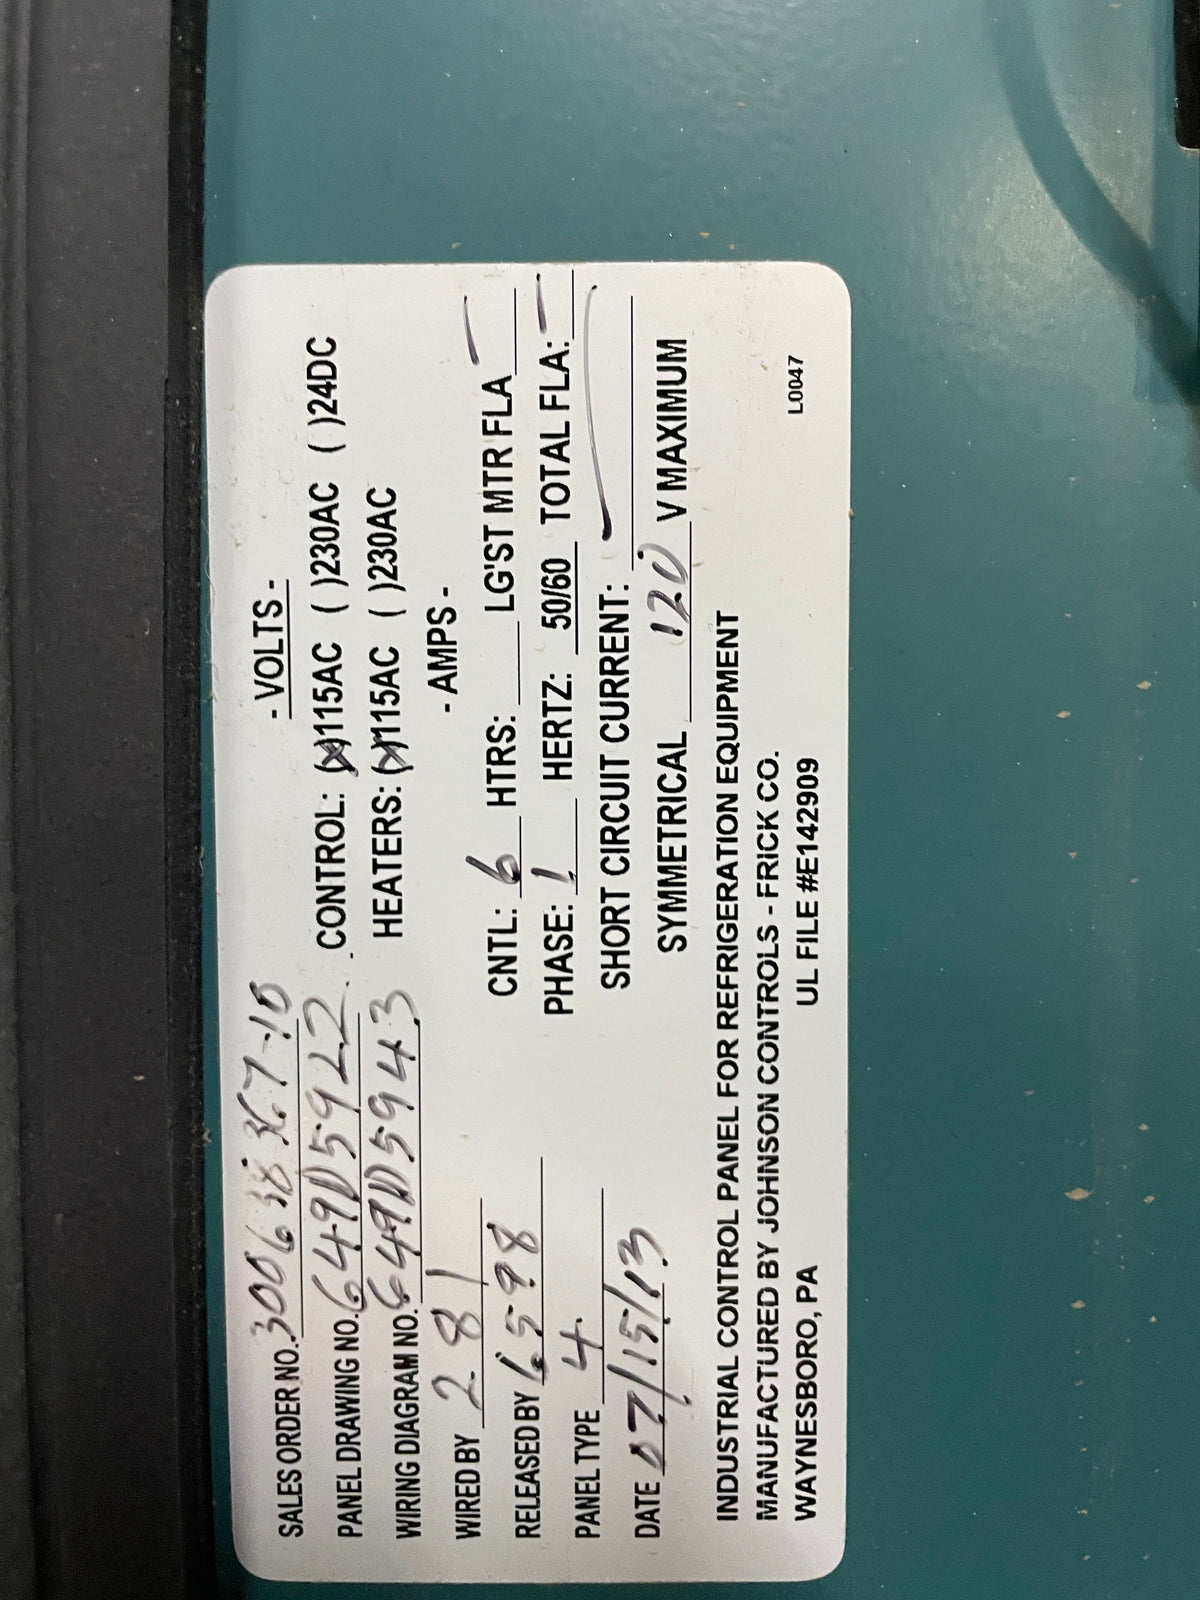 SALES ORDER NO. 300638367-10
PANEL DRAWING NO. 649D5922
WIRING DIAGRAM NO. 649D5943
WIRED BY 281
RELEASED BY 6598
PANEL TYPE 4
DATE 07/15/13
- VOLTS -
CONTROL: (x)115AC ( )230AC ( )24DC
HEATERS: (x)115AC ( )230AC
- AMPS -
CNTL: 6 HTRS: ____ LG'ST MTR FLA —
PHASE: 1 HERTZ: 50/60 TOTAL FLA: —
SHORT CIRCUIT CURRENT: —
SYMMETRICAL 120 V MAXIMUM
INDUSTRIAL CONTROL PANEL FOR REFRIGERATION EQUIPMENT
MANUFACTURED BY JOHNSON CONTROLS - FRICK CO.
WAYNESBORO, PA UL FILE #E142909 L0047